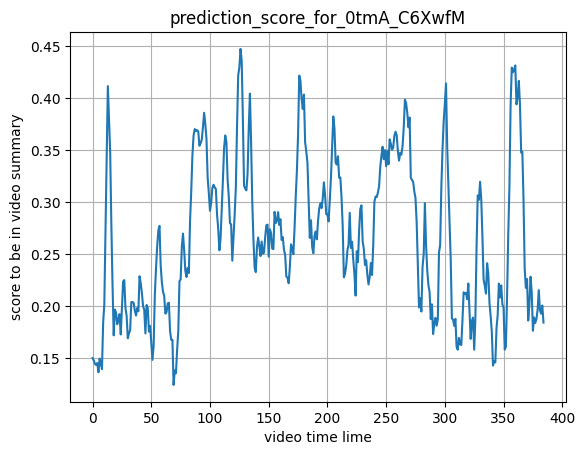 prediction_score_for_0tmA_C6XwfM
0.45
0.40
0.35
0.30
0.25
0.20
0.15
score to be in video summary
0 50 100 150 200 250 300 350 400
video time lime